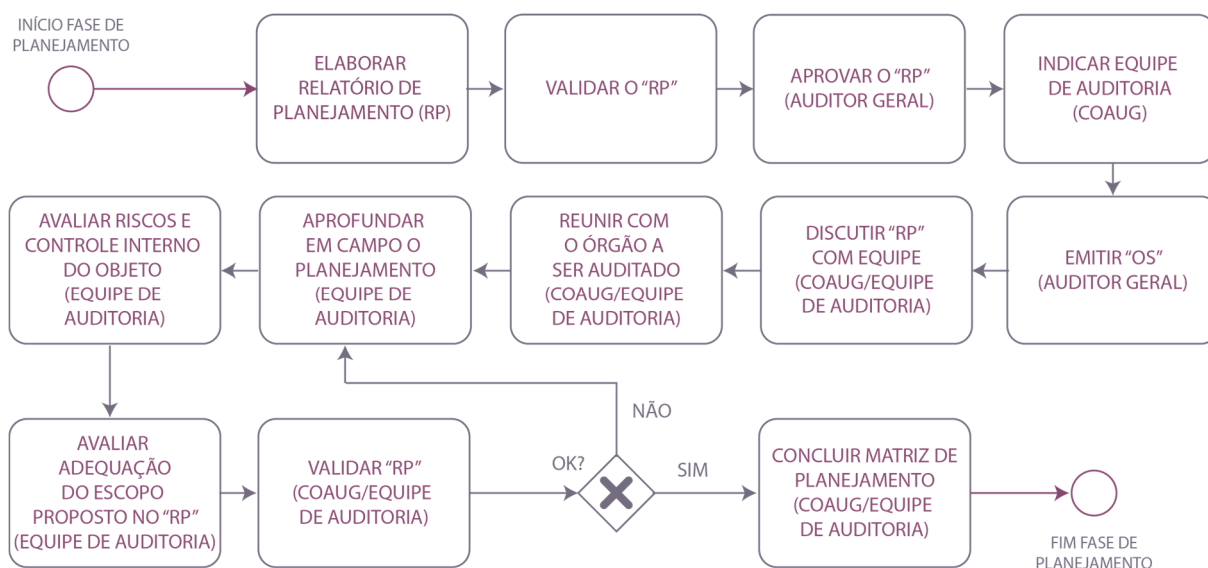 INÍCIO FASE DE
PLANEJAMENTO
ELABORAR
RELATÓRIO DE
PLANEJAMENTO (RP)
VALIDAR O “RP”
APROVAR O “RP”
(AUDITOR GERAL)
INDICAR EQUIPE
DE AUDITORIA
(COAUG)
EMITIR “OS”
(AUDITOR GERAL)
DISCUTIR “RP”
COM EQUIPE
(COAUG/EQUIPE
DE AUDITORIA)
REUNIR COM
O ÓRGÃO A
SER AUDITADO
(COAUG/EQUIPE
DE AUDITORIA)
APROFUNDAR
EM CAMPO O
PLANEJAMENTO
(EQUIPE DE
AUDITORIA)
AVALIAR RISCOS E
CONTROLE INTERNO
DO OBJETO
(EQUIPE DE
AUDITORIA)
AVALIAR
ADEQUAÇÃO
DO ESCOPO
PROPOSTO NO “RP”
(EQUIPE DE AUDITORIA)
VALIDAR “RP”
(COAUG/EQUIPE
DE AUDITORIA)
OK?
NÃO
SIM
CONCLUIR MATRIZ DE
PLANEJAMENTO
(COAUG/EQUIPE
DE AUDITORIA)
FIM FASE DE
PLANEJAMENTO